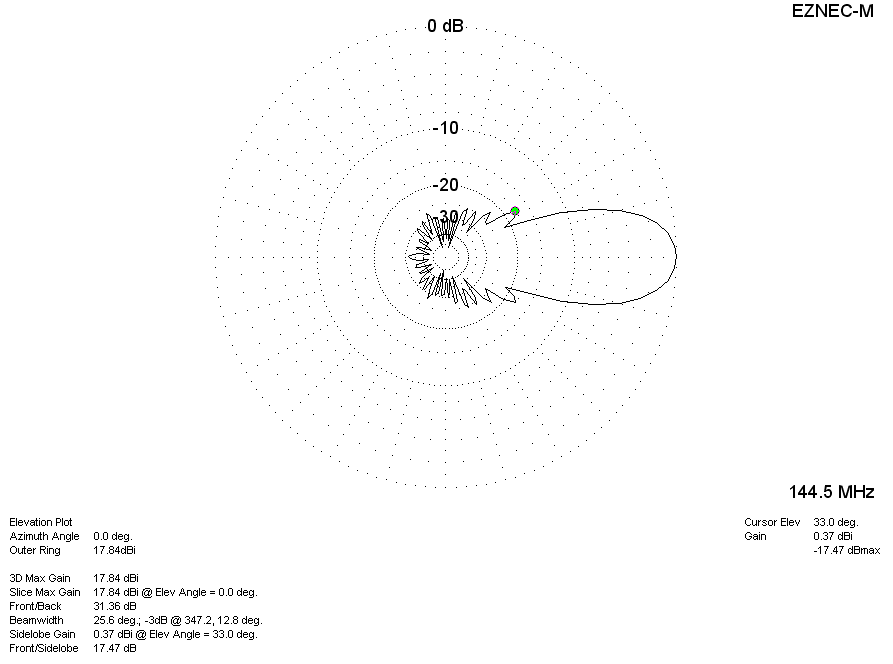 EZNEC-M
0 dB
-10
-20
-30
144.5 MHz
Elevation Plot
Azimuth Angle 0.0 deg.
Outer Ring 17.84dBi
3D Max Gain 17.84 dBi
Slice Max Gain 17.84 dBi @ Elev Angle = 0.0 deg.
Front/Back 31.36 dB
Beamwidth 25.6 deg.; -3dB @ 347.2, 12.8 deg.
Sidelobe Gain 0.37 dBi @ Elev Angle = 33.0 deg.
Front/Sidelobe 17.47 dB
Cursor Elev 33.0 deg.
Gain 0.37 dBi
-17.47 dBmax